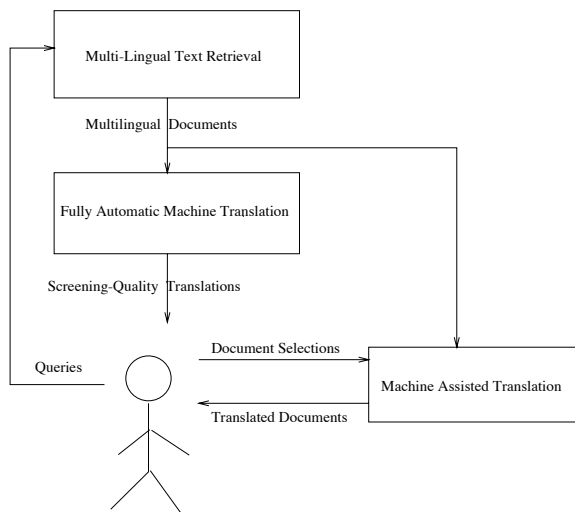 Multi-Lingual Text Retrieval
Multilingual Documents
Fully Automatic Machine Translation
Screening-Quality Translations
Document Selections
Queries
Machine Assisted Translation
Translated Documents